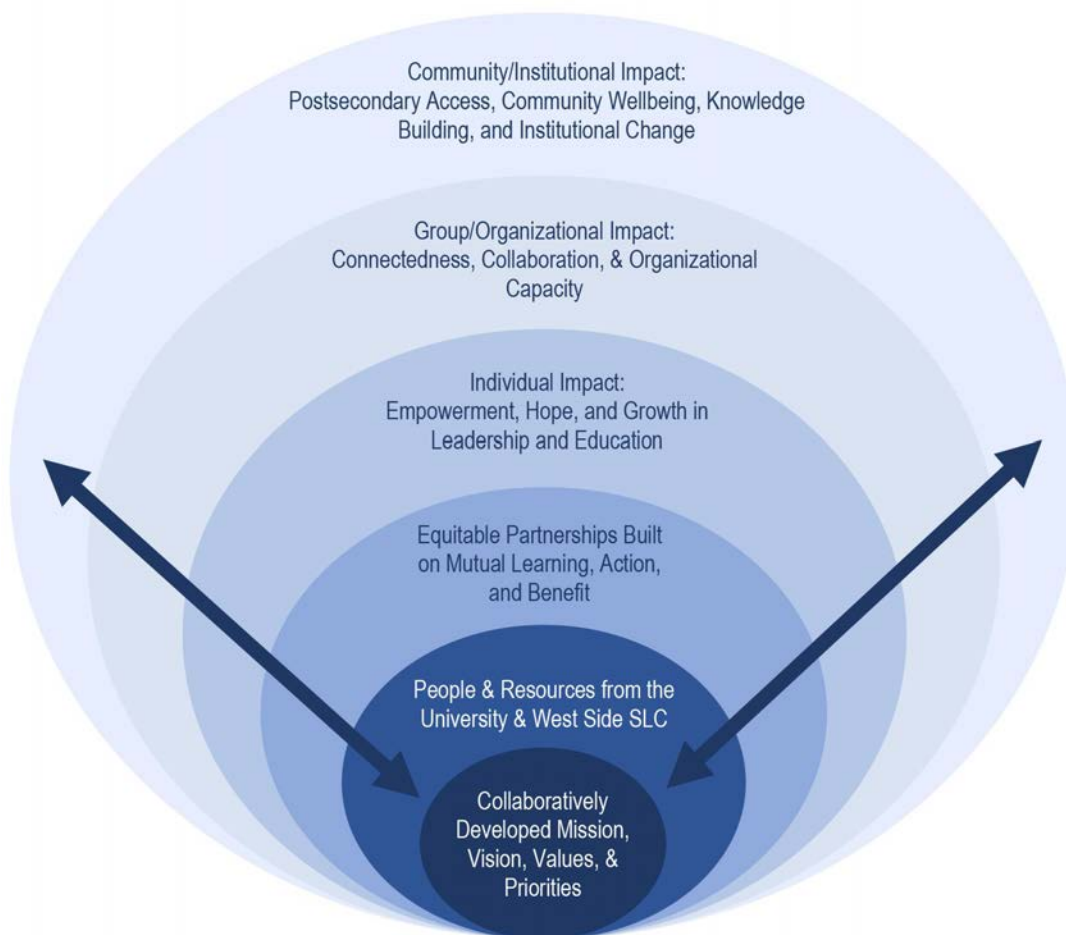 Community/Institutional Impact:
Postsecondary Access, Community Wellbeing, Knowledge
Building, and Institutional Change
Group/Organizational Impact:
Connectedness, Collaboration, & Organizational
Capacity
Individual Impact:
Empowerment, Hope, and Growth in
Leadership and Education
Equitable Partnerships Built
on Mutual Learning, Action,
and Benefit
People & Resources from the
University & West Side SLC
Collaboratively
Developed Mission,
Vision, Values, &
Priorities